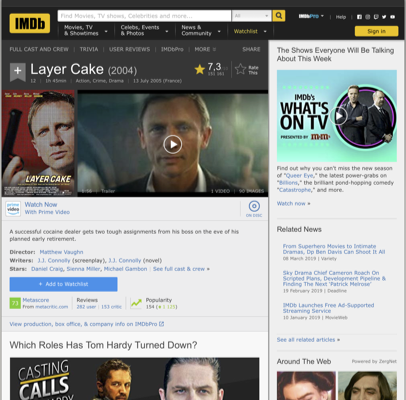 IMDb
Find Movies, TV shows, Celebrities and more...
All
IMDbPro
Help
Movies, TV & Showtimes
Celebs, Events & Photos
News & Community
Watchlist
Sign in
FULL CAST AND CREW | TRIVIA | USER REVIEWS | IMDbPro | MORE
SHARE
Layer Cake (2004)
12 | 1h 45min | Action, Crime, Drama | 13 July 2005 (France)
7,3
Rate This
LAYER CAKE
Trailer
1 VIDEO | 90 IMAGES
prime video
Watch Now
With Prime Video
ON DISC
A successful cocaine dealer gets two tough assignments from his boss on the eve of his
planned early retirement.
Director: Matthew Vaughn
Writers: J.J. Connolly (screenplay), J.J. Connolly (novel)
Stars: Daniel Craig, Sienna Miller, Michael Gambon | See full cast & crew »
+ Add to Watchlist
73
Metascore
From metacritic.com
Reviews
282 user | 153 critic
Popularity
View production, box office, & company info on IMDbPro
Which Roles Has Tom Hardy Turned Down?
CASTING
CALLS
HARDY
The Shows Everyone Will Be Talking
About This Week
IMDb's
WHAT'S
ON TV
PRESENTED BY M&M'S
Find out why you can't miss the new season
of "Queer Eye," the latest power-grabs on
"Billions," the brilliant pond-hopping comedy
"Catastrophe," and more.
Watch now »
Related News
From Superhero Movies to Intimate
Dramas, Dp Ben Davis Can Shoot It All
08 March 2019 | Variety
Sky Drama Chief Cameron Roach On
Scripted Plans, Development Pipeline &
Finding The Next 'Patrick Melrose'
19 February 2019 | Deadline
IMDb Launches Free Ad-Supported
Streaming Service
10 January 2019 | MovieWeb
See all related articles »
Around The Web
Powered by ZergNet